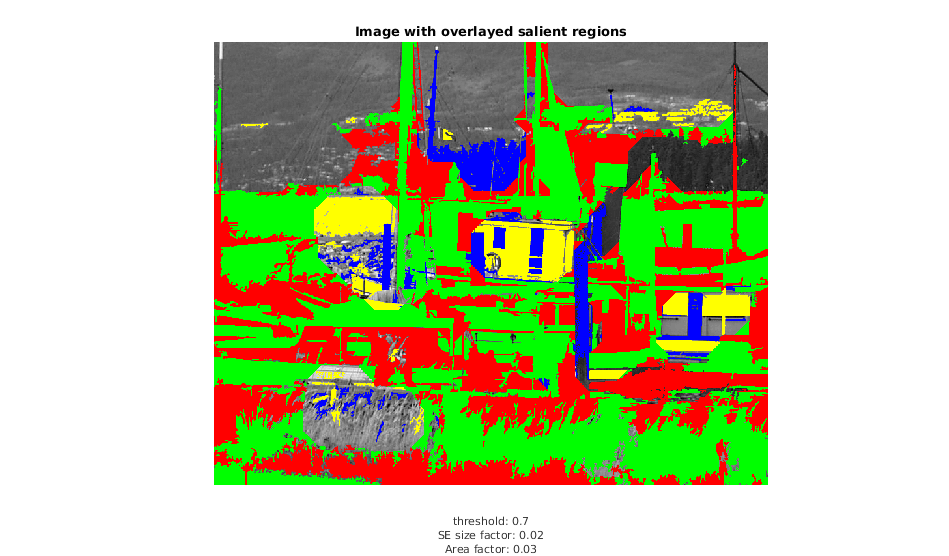 Image with overlayed salient regions
threshold: 0.7
SE size factor: 0.02
Area factor: 0.03